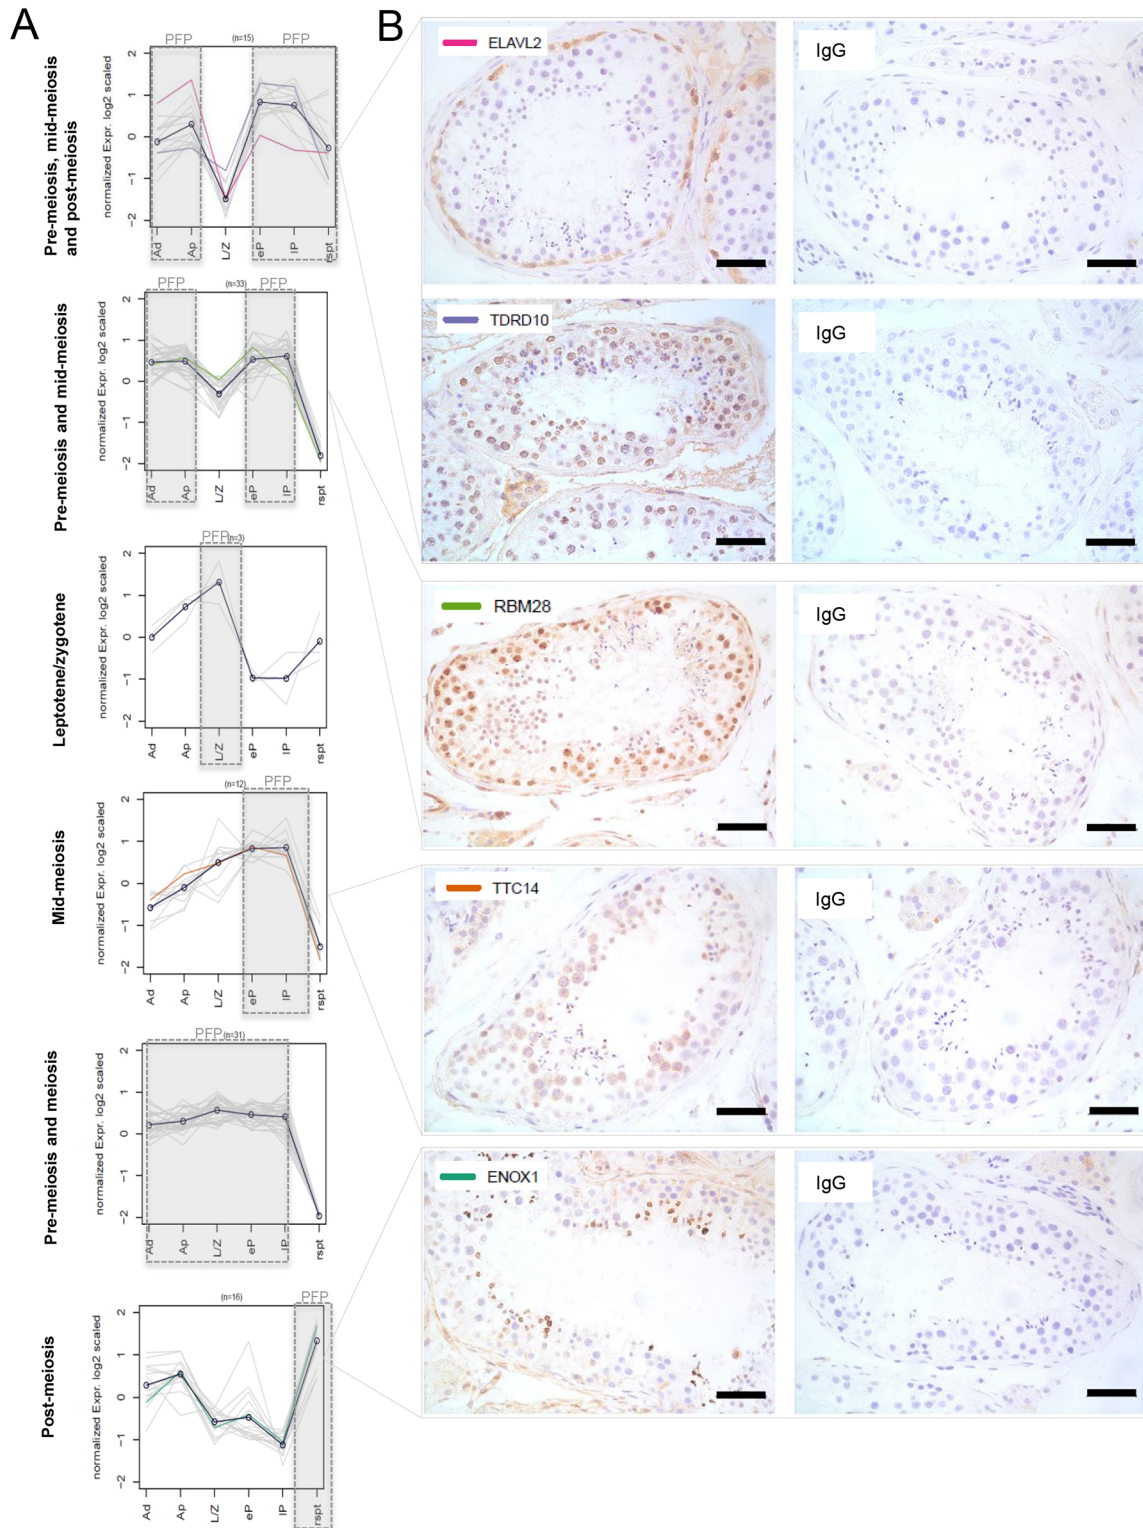 A
B
Pre-meiosis, mid-meiosis
and post-meiosis
PFP
(n=15)
PFP
normalized Expr. log2 scaled
2
1
0
−1
−2
Ad
Ap
L/Z
eP
lP
rspt
ELAVL2
IgG
Pre-meiosis and mid-meiosis
PFP
(n=33)
PFP
normalized Expr. log2 scaled
2
1
0
−1
−2
Ad
Ap
L/Z
eP
lP
rspt
TDRD10
IgG
Leptotene/zygotene
PFP
(n=3)
normalized Expr. log2 scaled
2
1
0
−1
−2
Ad
Ap
L/Z
eP
lP
rspt
RBM28
IgG
Mid-meiosis
(n=12)
PFP
normalized Expr. log2 scaled
2
1
0
−1
−2
Ad
Ap
L/Z
eP
lP
rspt
TTC14
IgG
Pre-meiosis and meiosis
PFP
(n=31)
normalized Expr. log2 scaled
2
1
0
−1
−2
Ad
Ap
L/Z
eP
lP
rspt
ENOX1
IgG
Post-meiosis
(n=16)
PFP
normalized Expr. log2 scaled
2
1
0
−1
−2
Ad
Ap
L/Z
eP
lP
rspt